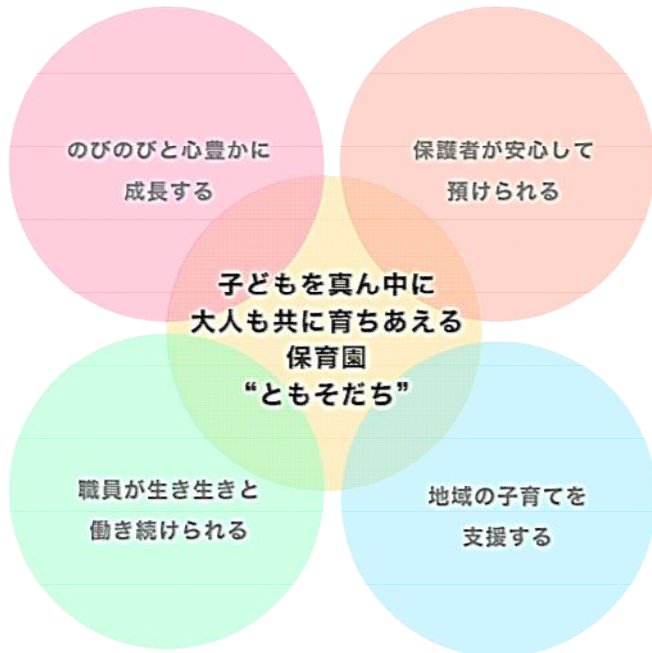 のびのびと心豊かに
成長する
保護者が安心して
預けられる
子どもを真ん中に
大人も共に育ちあえる
保育園
“ともそだち”
職員が生き生きと
働き続けられる
地域の子育てを
支援する